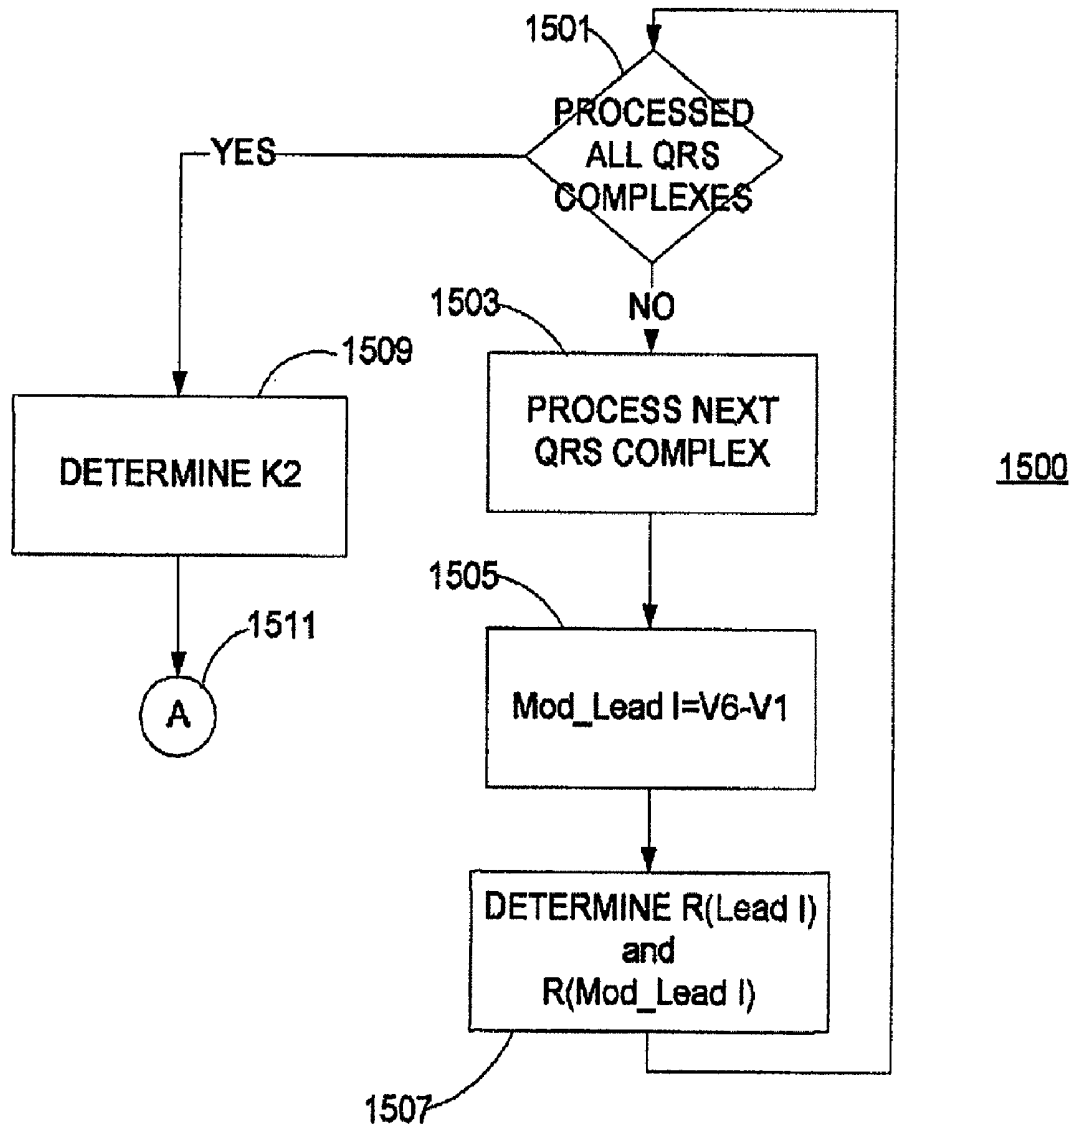 1501
PROCESSED
ALL QRS
COMPLEXES
YES
NO
1503
PROCESS NEXT
QRS COMPLEX
1509
DETERMINE K2
1500
1505
Mod_Lead I=V6-V1
1511
A
DETERMINE R(Lead I)
and
R(Mod_Lead I)
1507